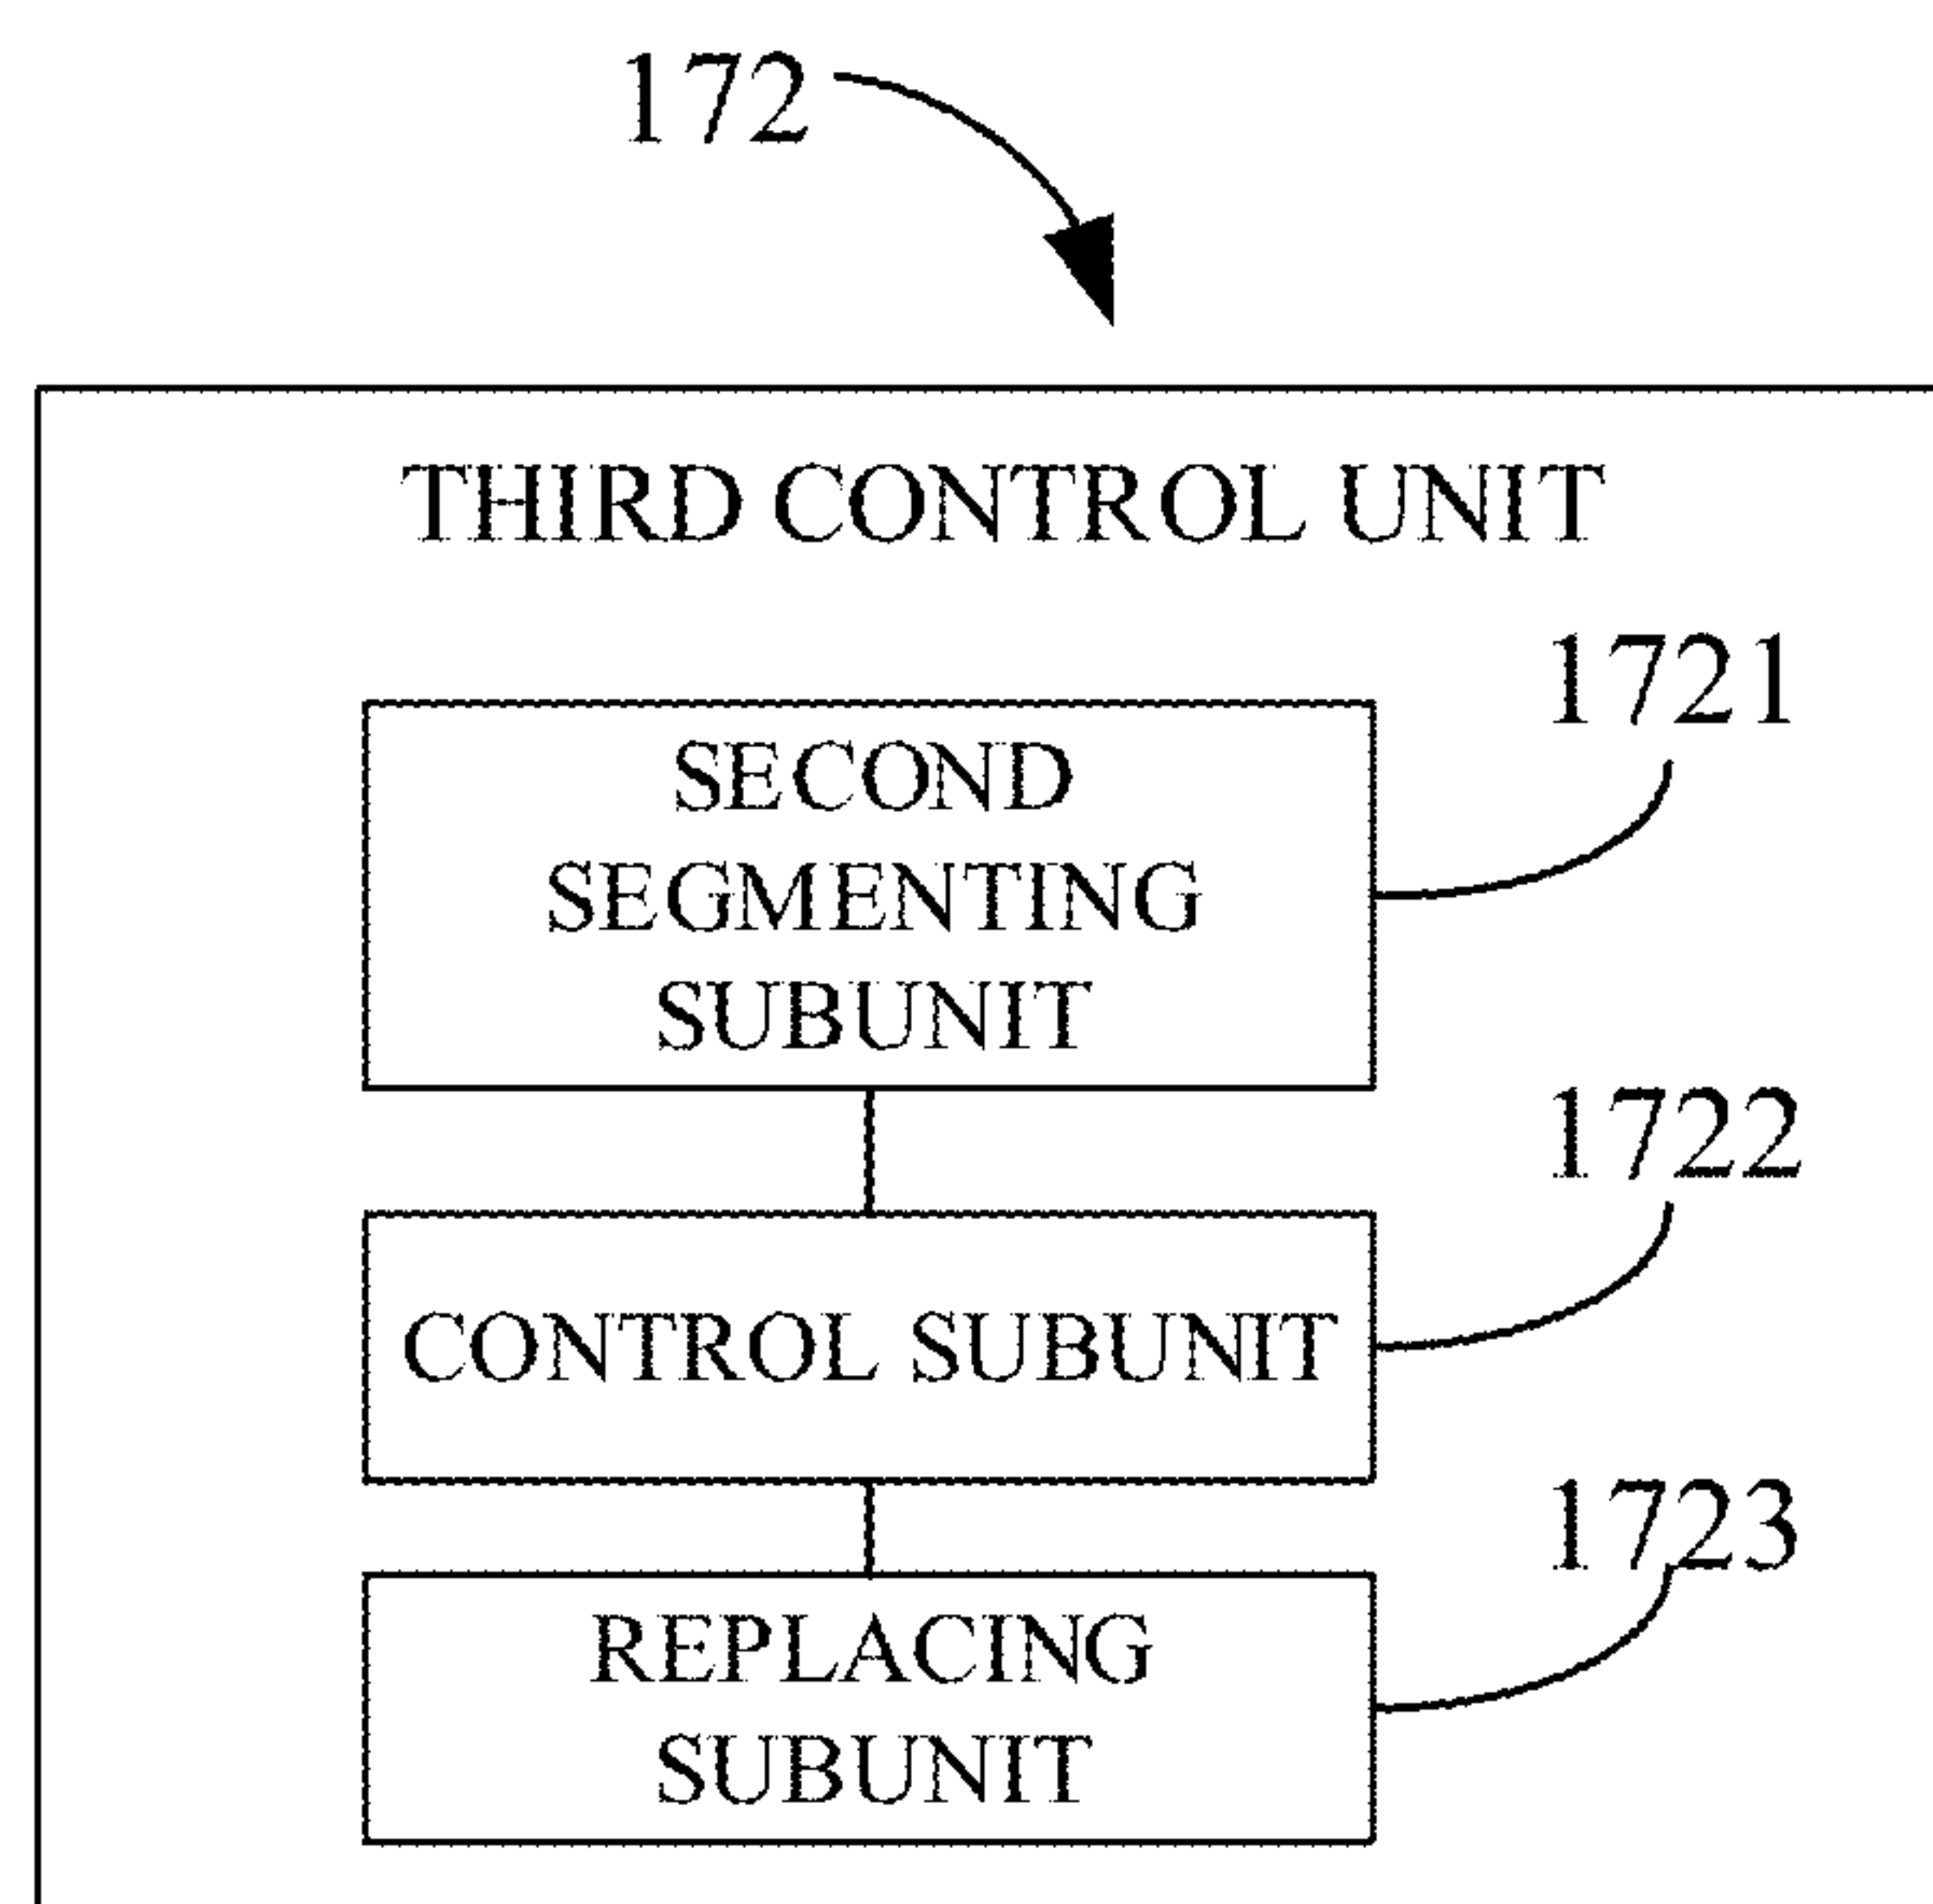 172
THIRD CONTROL UNIT
1721
SECOND
SEGMENTING
SUBUNIT
1722
CONTROL SUBUNIT
1723
REPLACING
SUBUNIT